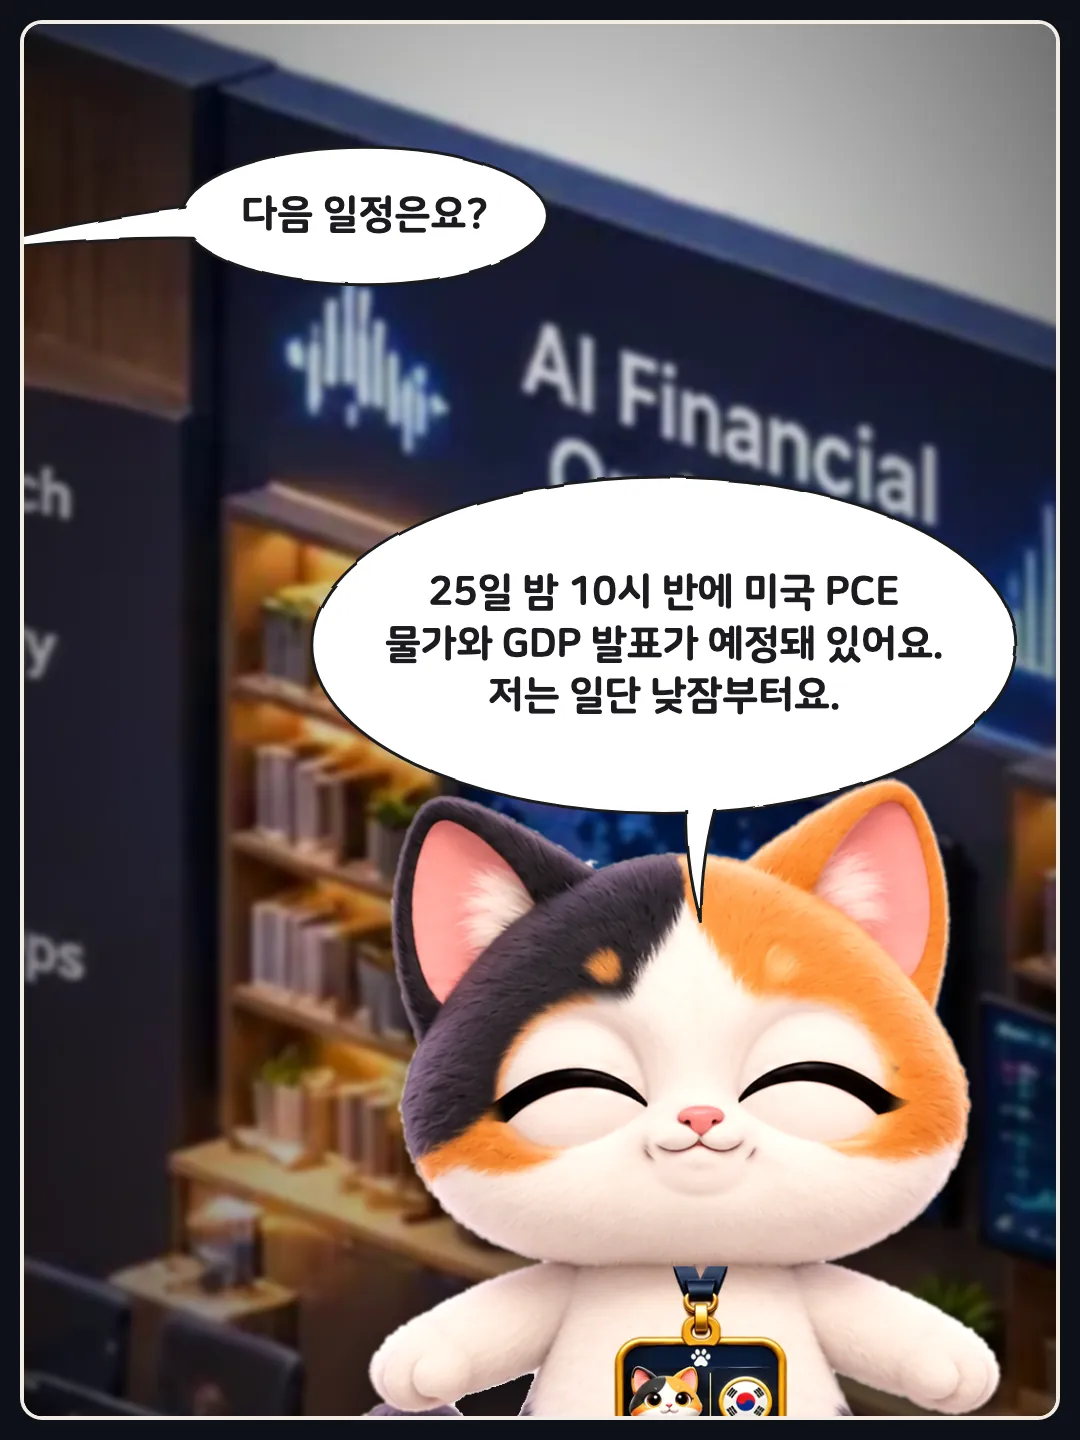 다음 일정은요?
AI Financial
25일 밤 10시 반에 미국 PCE
물가와 GDP 발표가 예정돼 있어요.
저는 일단 낮잠부터요.
ch
y
ps